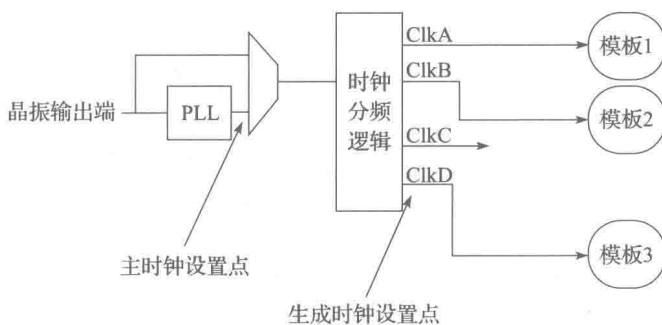 晶振输出端
PLL
主时钟设置点
时钟
分频
逻辑
ClkA
ClkB
ClkC
ClkD
生成时钟设置点
模板1
模板2
模板3